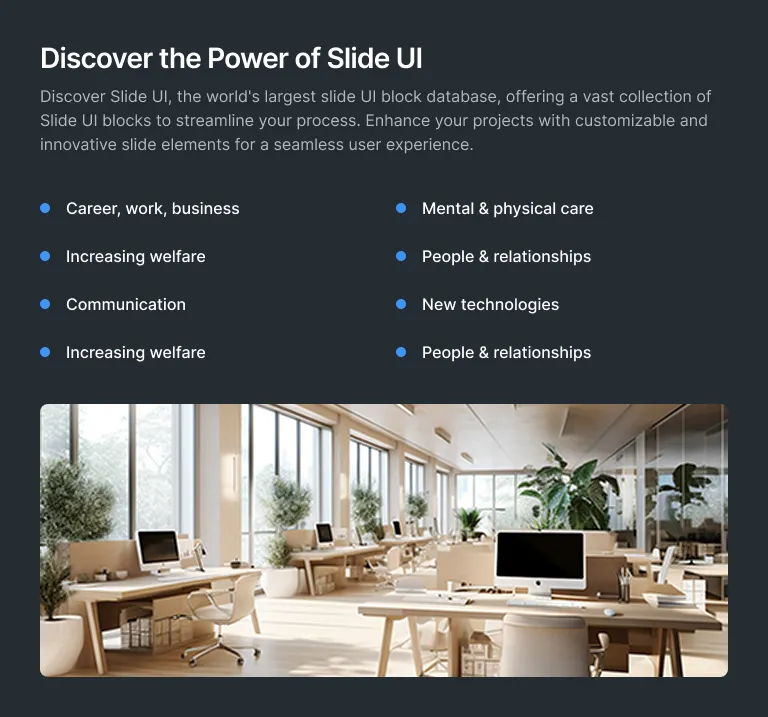 Discover the Power of Slide UI
Discover Slide UI, the world's largest slide UI block database, offering a vast collection of
Slide UI blocks to streamline your process. Enhance your projects with customizable and
innovative slide elements for a seamless user experience.
Career, work, business
Mental & physical care
Increasing welfare
People & relationships
Communication
New technologies
Increasing welfare
People & relationships